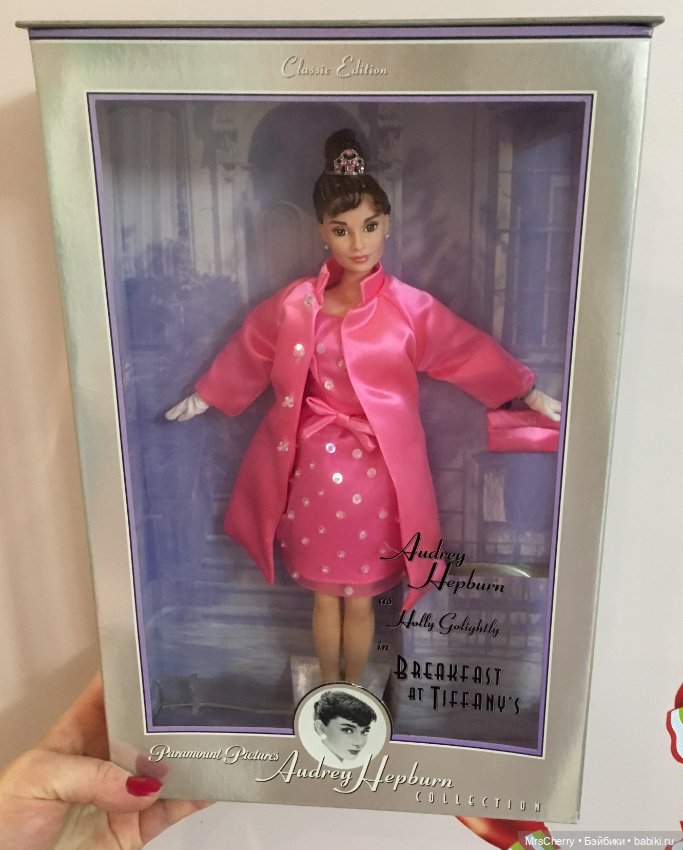 Classic Edition
Audrey
Hepburn
as
Holly Golightly
in
BREAKFAST
AT TIFFANY'S
Paramount Pictures
Audrey Hepburn
COLLECTION
MrsCherry • Бэйбики • babiki.ru